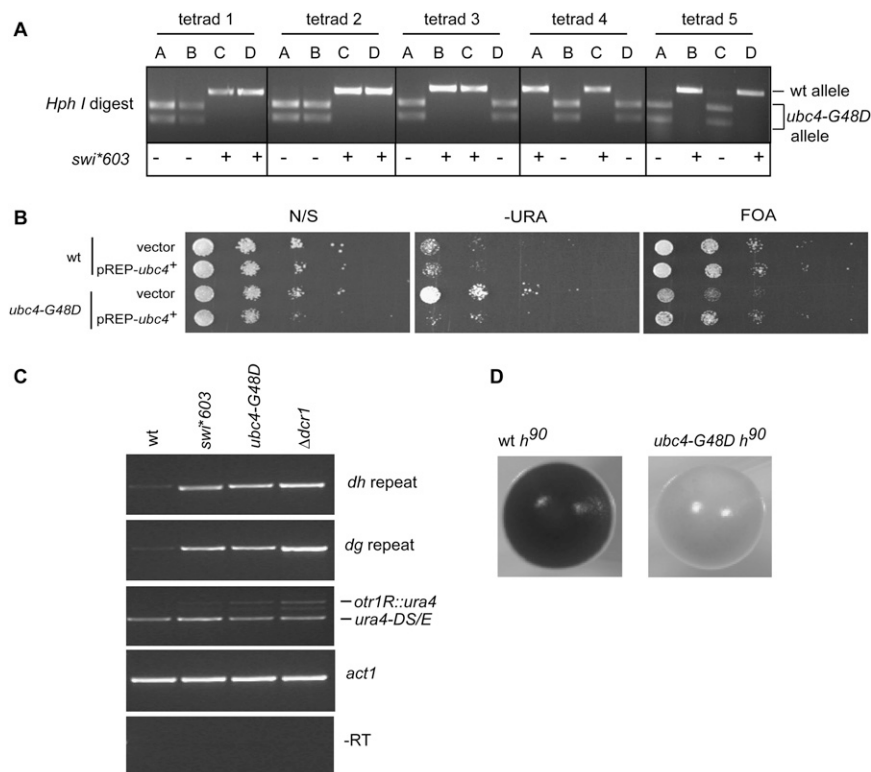 A
tetrad 1 tetrad 2 tetrad 3 tetrad 4 tetrad 5
A B C D A B C D A B C D A B C D A B C D
Hph I digest
wt allele
ubc4-G48D
allele
swi*603 - - + + - - + + - + + - + - + - - + - +
B
N/S -URA FOA
wt
vector
pREP-ubc4+
ubc4-G48D
vector
pREP-ubc4+
C
wt swi*603 ubc4-G48D Δdcr1
dh repeat
dg repeat
otr1R::ura4
ura4-DS/E
act1
-RT
D
wt h90 ubc4-G48D h90